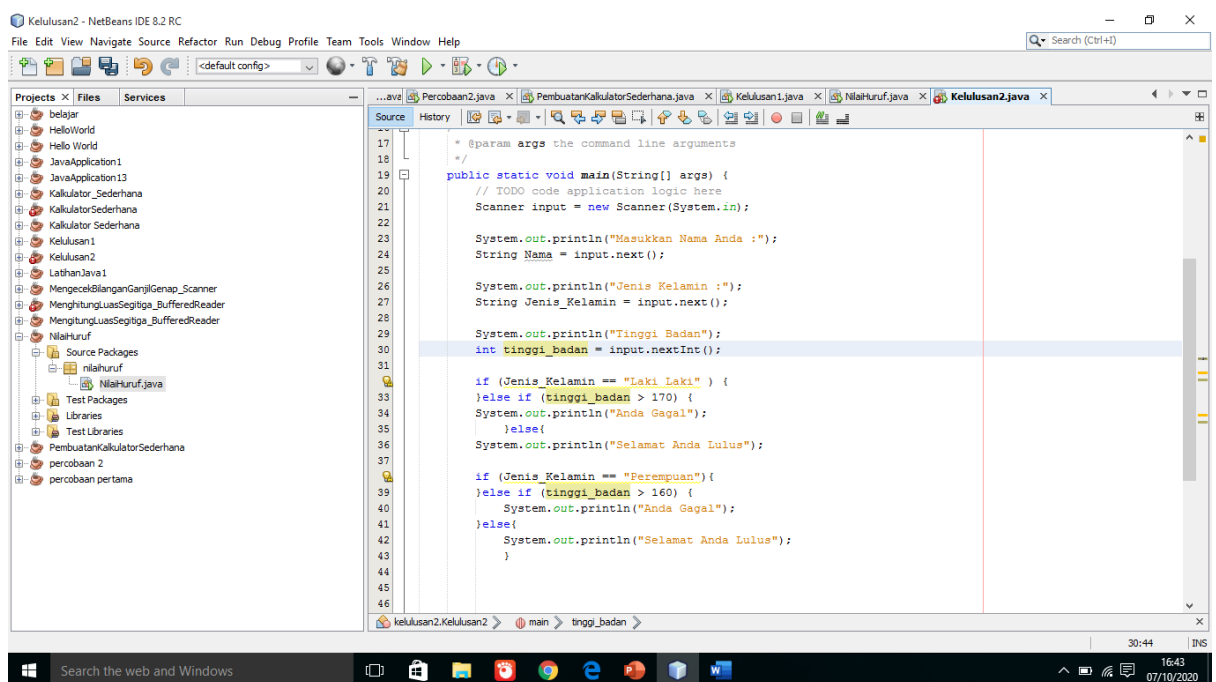 Kelulusan2 - NetBeans IDE 8.2 RC
File Edit View Navigate Source Refactor Run Debug Profile Team Tools Window Help
Search (Ctrl+I)
<default config>
Projects Files Services
...ava Percobaan2.java PembuatanKalkulatorSederhana.java Kelulusan1.java NilaiHuruf.java Kelulusan2.java
Source History
belajar
HelloWorld
Hello World
JavaApplication1
JavaApplication13
Kalkulator_Sederhana
KalkulatorSederhana
Kalkulator Sederhana
Kelulusan1
Kelulusan2
LatihanJava1
MengecekBilanganGanjilGenap_Scanner
MenghitungLuasSegitiga_BufferedReader
MengitungLuasSegitiga_BufferedReader
NilaiHuruf
Source Packages
nilaihuruf
NilaiHuruf.java
Test Packages
Libraries
Test Libraries
PembuatanKalkulatorSederhana
percobaan 2
percobaan pertama
16
17 * @param args the command line arguments
18 */
19 public static void main(String[] args) {
20 // TODO code application logic here
21 Scanner input = new Scanner(System.in);
22
23 System.out.println("Masukkan Nama Anda :");
24 String Nama = input.next();
25
26 System.out.println("Jenis Kelamin :");
27 String Jenis_Kelamin = input.next();
28
29 System.out.println("Tinggi Badan");
30 int tinggi_badan = input.nextInt();
31
if (Jenis_Kelamin == "Laki Laki" ) {
33 }else if (tinggi_badan > 170) {
34 System.out.println("Anda Gagal");
35 }else{
36 System.out.println("Selamat Anda Lulus");
37
if (Jenis_Kelamin == "Perempuan"){
39 }else if (tinggi_badan > 160) {
40 System.out.println("Anda Gagal");
41 }else{
42 System.out.println("Selamat Anda Lulus");
43 }
44
45
46
kelulusan2.Kelulusan2 main tinggi_badan
30:44 INS
Search the web and Windows
16:43
07/10/2020